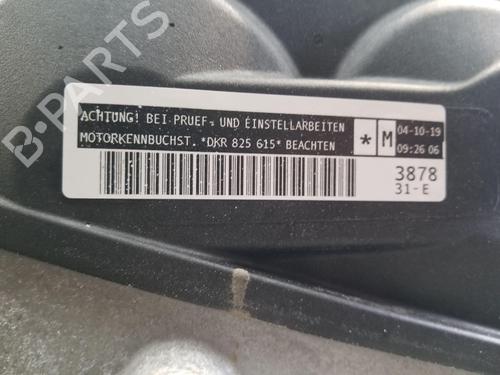 B-PARTS
ACHTUNG! BEI PRUEF- UND EINSTELLARBEITEN
MOTORKENNBUCHST. *DKR 825 615* BEACHTEN
* M 04-10-19
09:26 06
3878
31-E